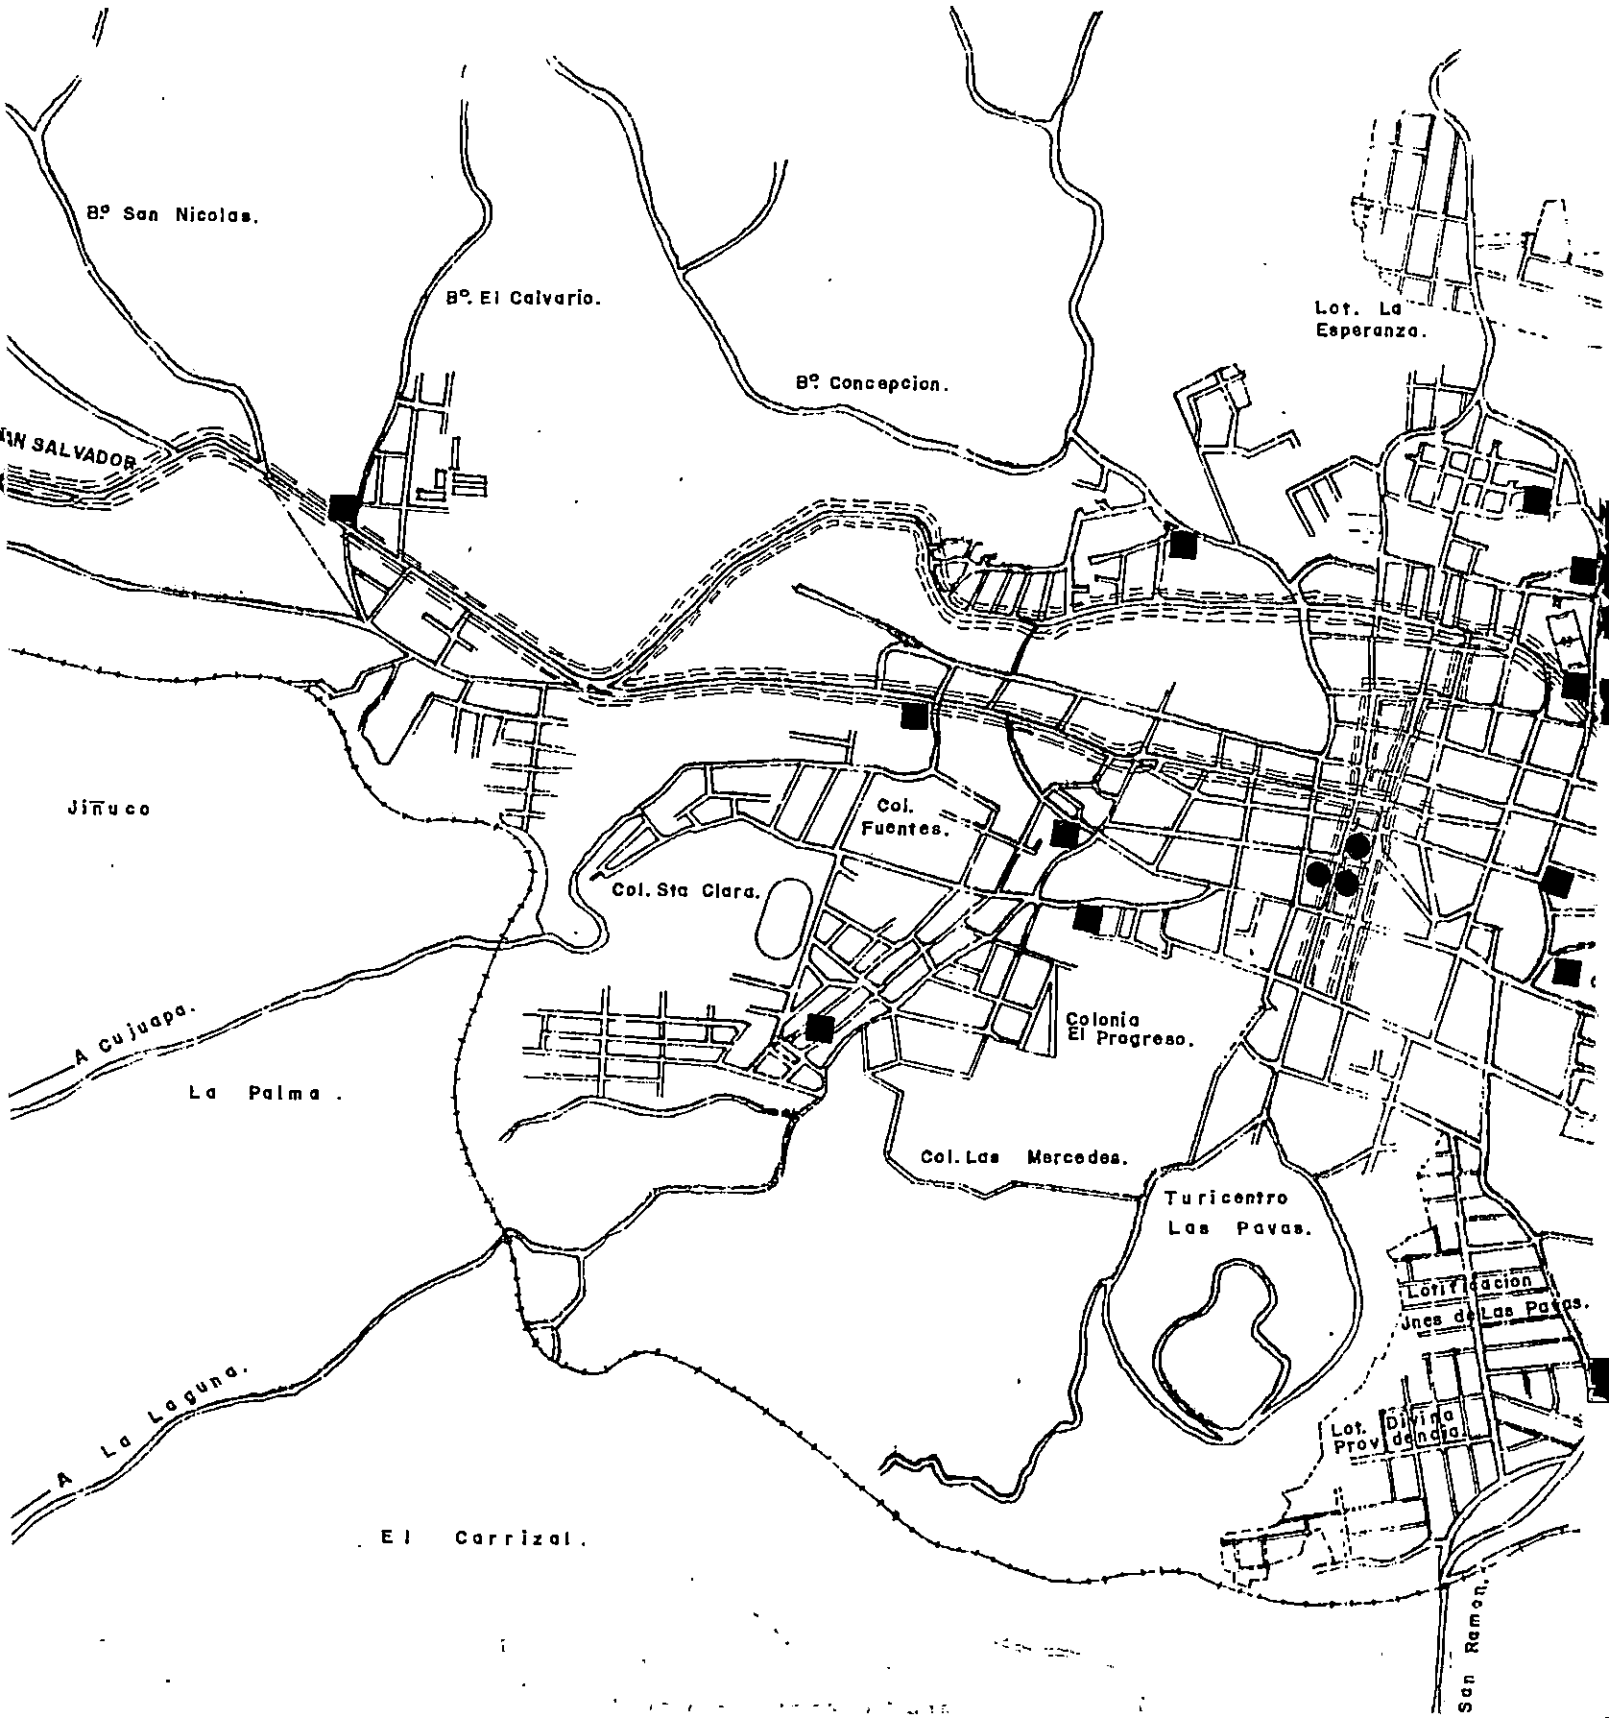 Bº San Nicolas.
Bº. El Calvario.
Lot. La
Esperanza.
Bº. Concepcion.
SAN SALVADOR
Jiñuco
Col.
Fuentes.
Col. Sta Clara.
A Cujuapa.
Colonia
El Progreso.
La Palma .
Col. Las Mercedes.
Turicentro
Las Pavas.
Lotificacion
Jnes de Las Pavas.
A La Laguna.
Lot. Divina
Providencia.
El Carrizal.
San Ramon.